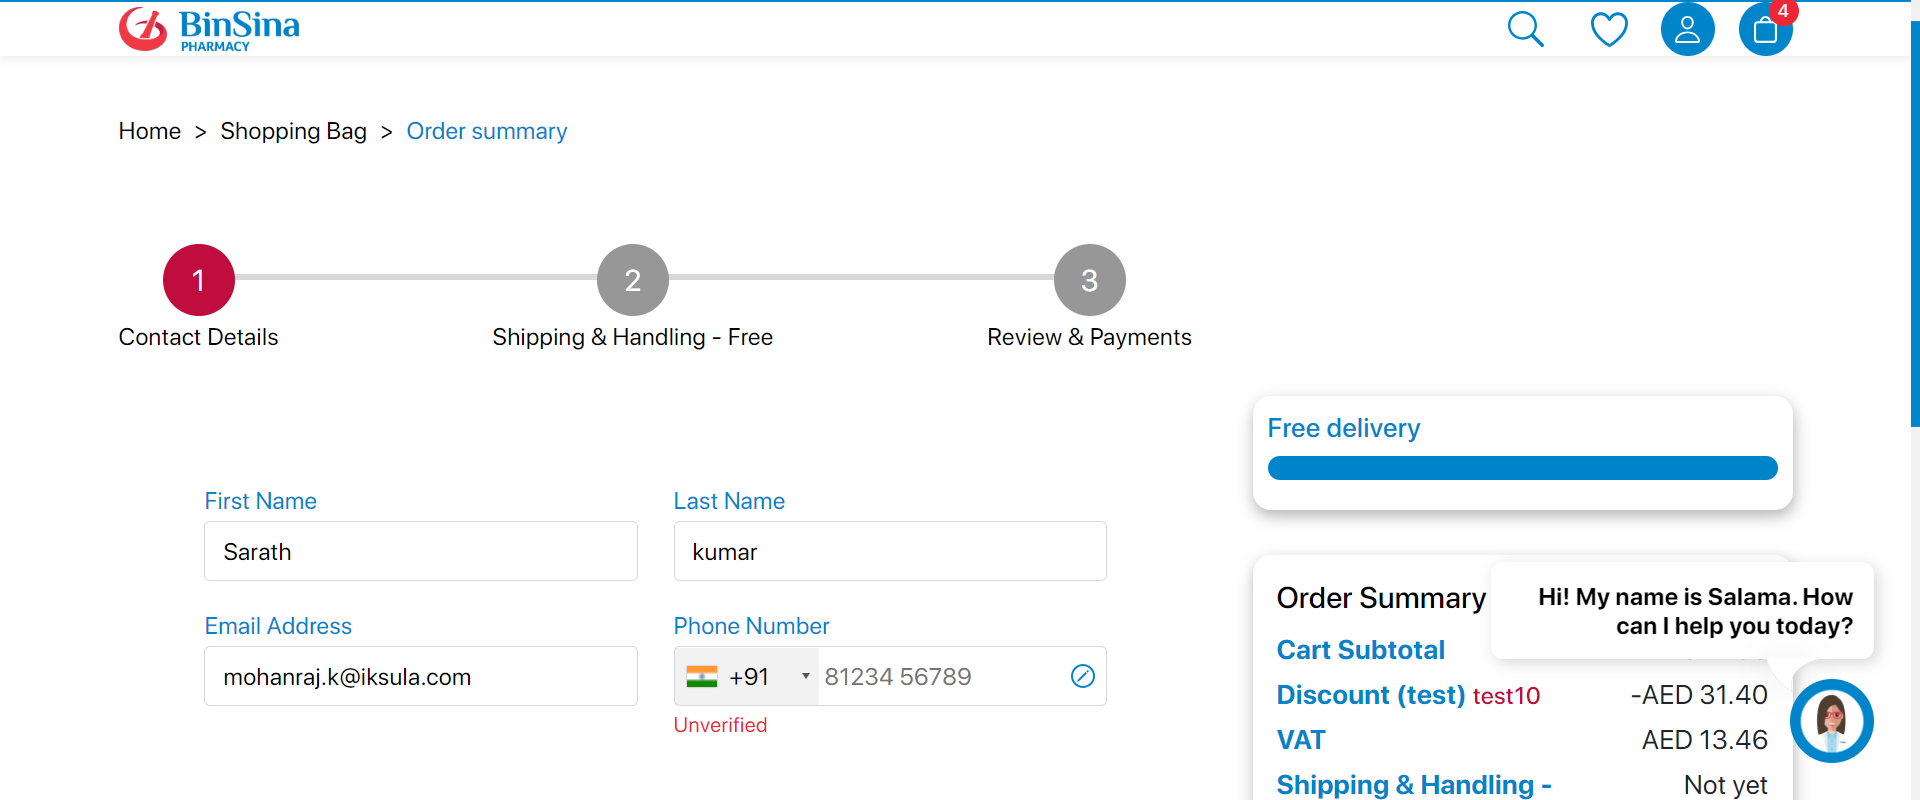 BinSina
PHARMACY
4
Home > Shopping Bag > Order summary
1
2
3
Contact Details
Shipping & Handling - Free
Review & Payments
Free delivery
First Name
Last Name
Sarath
kumar
Email Address
Phone Number
mohanraj.k@iksula.com
+91
81234 56789
Unverified
Order Summary
Hi! My name is Salama. How
can I help you today?
Cart Subtotal
Discount (test) test10 -AED 31.40
VAT AED 13.46
Shipping & Handling - Not yet